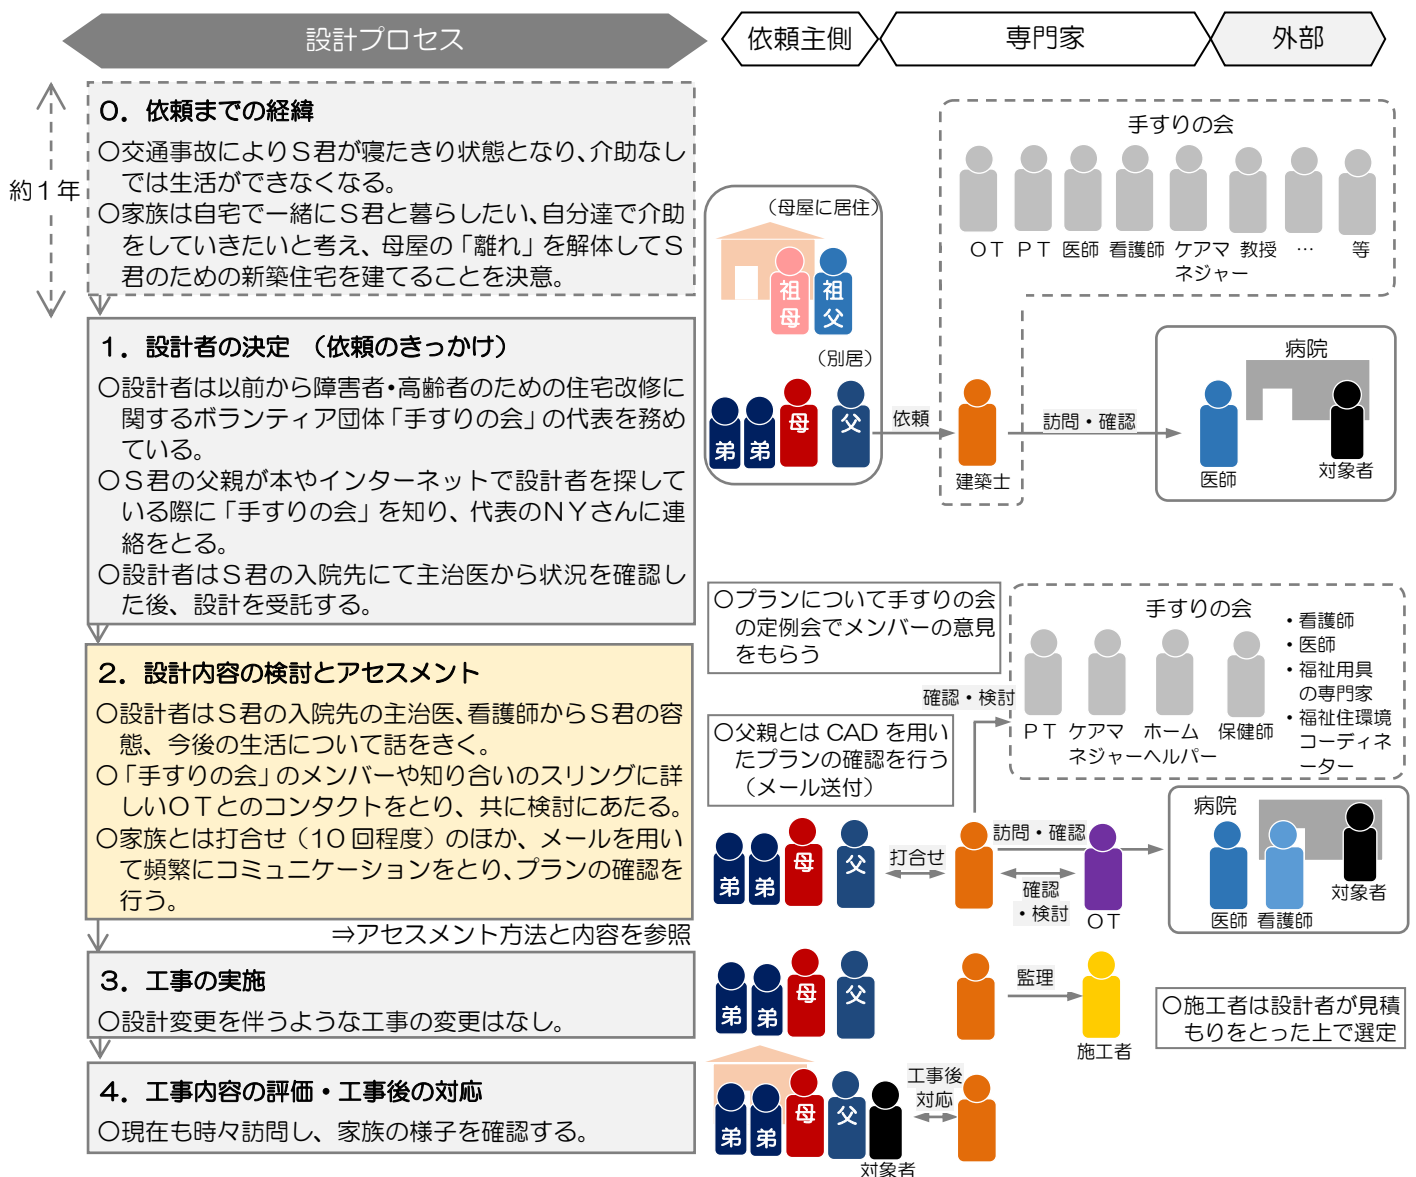 設計プロセス
依頼主側
専門家
外部
約１年
０．依頼までの経緯
○交通事故によりＳ君が寝たきり状態となり、介助なし
では生活ができなくなる。
○家族は自宅で一緒にＳ君と暮らしたい、自分達で介助
をしていきたいと考え、母屋の「離れ」を解体してＳ
君のための新築住宅を建てることを決意。
１．設計者の決定　（依頼のきっかけ）
○設計者は以前から障害者・高齢者のための住宅改修に
関するボランティア団体「手すりの会」の代表を務め
ている。
○Ｓ君の父親が本やインターネットで設計者を探して
いる際に「手すりの会」を知り、代表のＮＹさんに連
絡をとる。
○設計者はＳ君の入院先にて主治医から状況を確認し
た後、設計を受託する。
（母屋に居住）
祖母
祖父
（別居）
弟
弟
母
父
依頼
手すりの会
ＯＴ
ＰＴ
医師
看護師
ケアマ
ネジャー
教授
…
等
建築士
訪問・確認
病院
医師
対象者
２．設計内容の検討とアセスメント
○設計者はＳ君の入院先の主治医、看護師からＳ君の容
態、今後の生活について話をきく。
○「手すりの会」のメンバーや知り合いのスリングに詳
しいＯＴとのコンタクトをとり、共に検討にあたる。
○家族とは打合せ（10 回程度）のほか、メールを用い
て頻繁にコミュニケーションをとり、プランの確認を
行う。
⇒アセスメント方法と内容を参照
○プランについて手すりの会
の定例会でメンバーの意見
をもらう
○父親とは CAD を用い
たプランの確認を行う
（メール送付）
確認・検討
手すりの会
ＰＴ
ケアマ
ネジャー
ホーム
ヘルパー
保健師
・看護師
・医師
・福祉用具
の専門家
・福祉住環境
コーディネ
ーター
弟
弟
母
父
打合せ
訪問・確認
確認
・検討
ＯＴ
病院
医師
看護師
対象者
３．工事の実施
○設計変更を伴うような工事の変更はなし。
弟
弟
母
父
監理
施工者
○施工者は設計者が見積
もりをとった上で選定
４．工事内容の評価・工事後の対応
○現在も時々訪問し、家族の様子を確認する。
弟
弟
母
父
対象者
工事後
対応